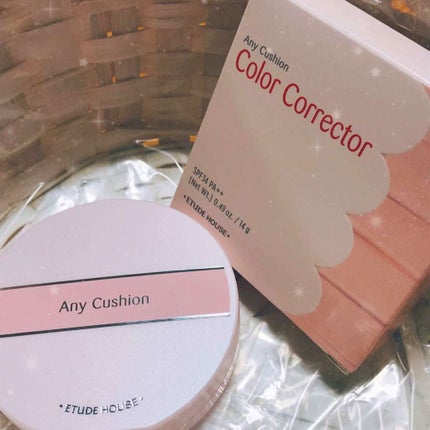 Any Cushion
Color Corrector
SPF34 PA++
[Net Wt.] 0.49 oz. / 14 g
•ETUDE HOUSE•
Any Cushion
•ETUDE HOUSE•